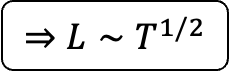 ⇒ L ~ T^{1/2}